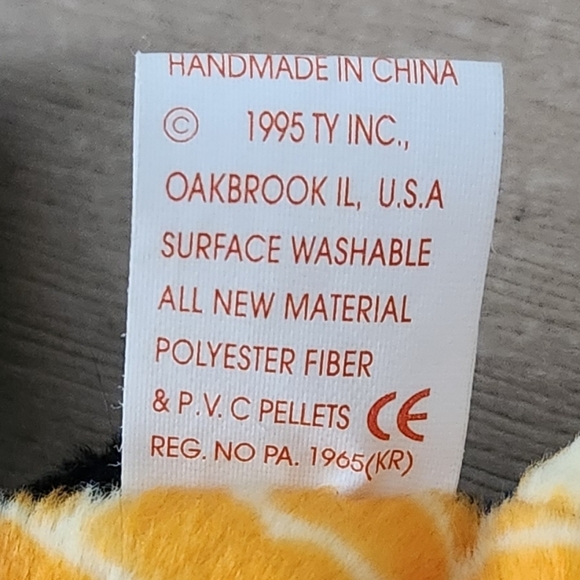 HANDMADE IN CHINA
© 1995 TY INC.,
OAKBROOK IL, U.S.A
SURFACE WASHABLE
ALL NEW MATERIAL
POLYESTER FIBER
& P.V.C PELLETS CE
REG. NO PA. 1965(KR)